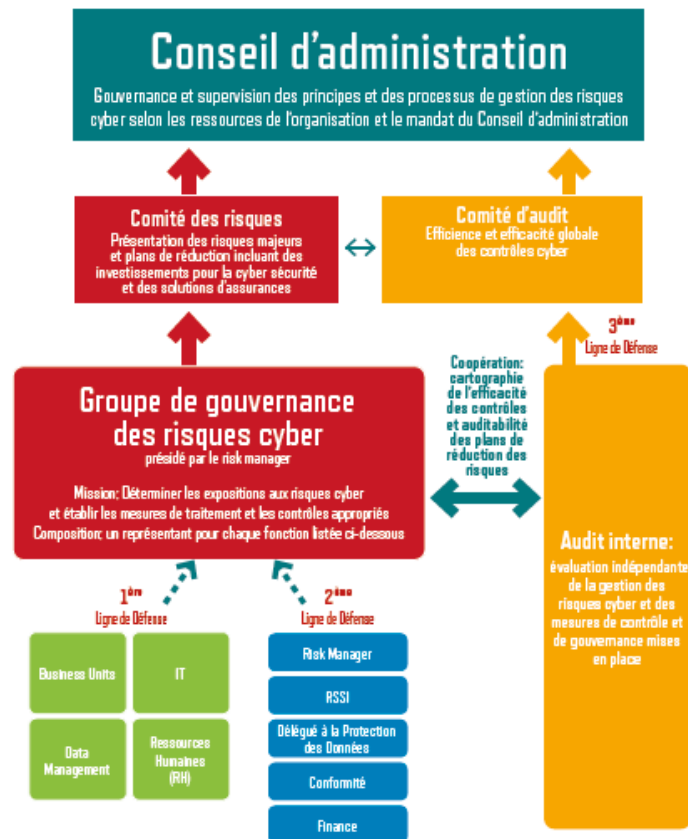 Conseil d'administration
Gouvernance et supervision des principes et des processus de gestion des risques
cyber selon les ressources de l'organisation et le mandat du Conseil d'administration
Comité des risques
Présentation des risques majeurs
et plans de réduction incluant des
investissements pour la cyber sécurité
et des solutions d'assurances
Comité d'audit
Efficience et efficacité globale
des contrôles cyber
3ème
Ligne de Défense
Coopération:
cartographie
de l'efficacité
des contrôles
et auditabilité
des plans de
réduction des
risques
Groupe de gouvernance
des risques cyber
présidé par le risk manager
Mission: Déterminer les expositions aux risques cyber
et établir les mesures de traitement et les contrôles appropriés
Composition: un représentant pour chaque fonction listée ci-dessous
Audit interne:
évaluation indépendante
de la gestion des
risques cyber et des
mesures de contrôle et
de gouvernance mises
en place
1ère
Ligne de Défense
2ème
Ligne de Défense
Business Units
IT
Data
Management
Ressources
Humaines
(RH)
Risk Manager
RSSI
Délégué à la Protection
des Données
Conformité
Finance